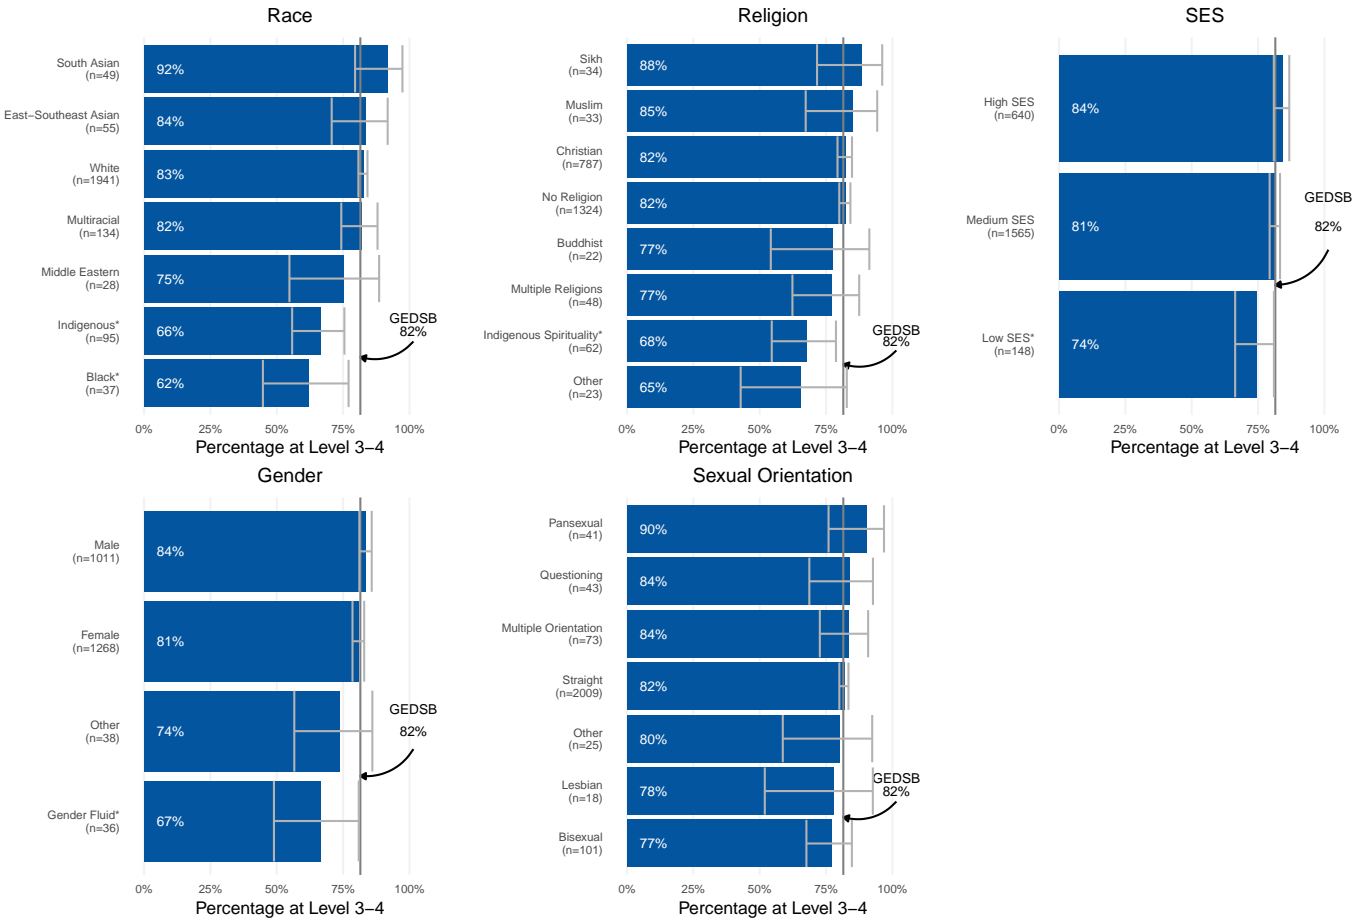 Race
South Asian
(n=49)
92%
East−Southeast Asian
(n=55)
84%
White
(n=1941)
83%
Multiracial
(n=134)
82%
Middle Eastern
(n=28)
75%
Indigenous*
(n=95)
66%
Black*
(n=37)
62%
GEDSB
82%
0% 25% 50% 75% 100%
Percentage at Level 3−4
Religion
Sikh
(n=34)
88%
Muslim
(n=33)
85%
Christian
(n=787)
82%
No Religion
(n=1324)
82%
Buddhist
(n=22)
77%
Multiple Religions
(n=48)
77%
Indigenous Spirituality*
(n=62)
68%
Other
(n=23)
65%
GEDSB
82%
0% 25% 50% 75% 100%
Percentage at Level 3−4
SES
High SES
(n=640)
84%
Medium SES
(n=1565)
81%
Low SES*
(n=148)
74%
GEDSB
82%
0% 25% 50% 75% 100%
Percentage at Level 3−4
Gender
Male
(n=1011)
84%
Female
(n=1268)
81%
Other
(n=38)
74%
Gender Fluid*
(n=36)
67%
GEDSB
82%
0% 25% 50% 75% 100%
Percentage at Level 3−4
Sexual Orientation
Pansexual
(n=41)
90%
Questioning
(n=43)
84%
Multiple Orientation
(n=73)
84%
Straight
(n=2009)
82%
Other
(n=25)
80%
Lesbian
(n=18)
78%
Bisexual
(n=101)
77%
GEDSB
82%
0% 25% 50% 75% 100%
Percentage at Level 3−4